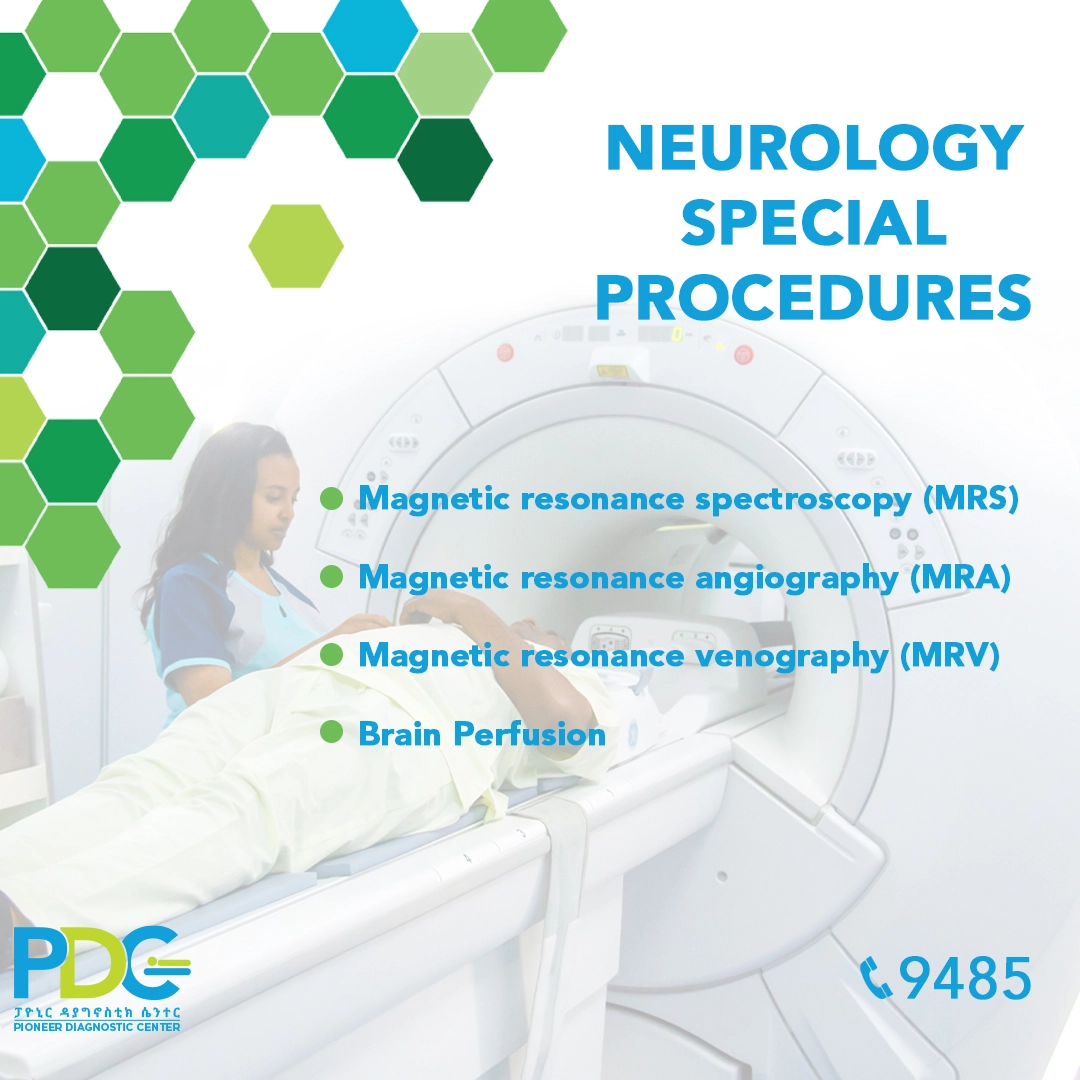 NEUROLOGY
SPECIAL
PROCEDURES
Magnetic resonance spectroscopy (MRS)
Magnetic resonance angiography (MRA)
Magnetic resonance venography (MRV)
Brain Perfusion
PDC
ፓዮኒር ዳያግኖስቲክ ሴንተር
PIONEER DIAGNOSTIC CENTER
9485